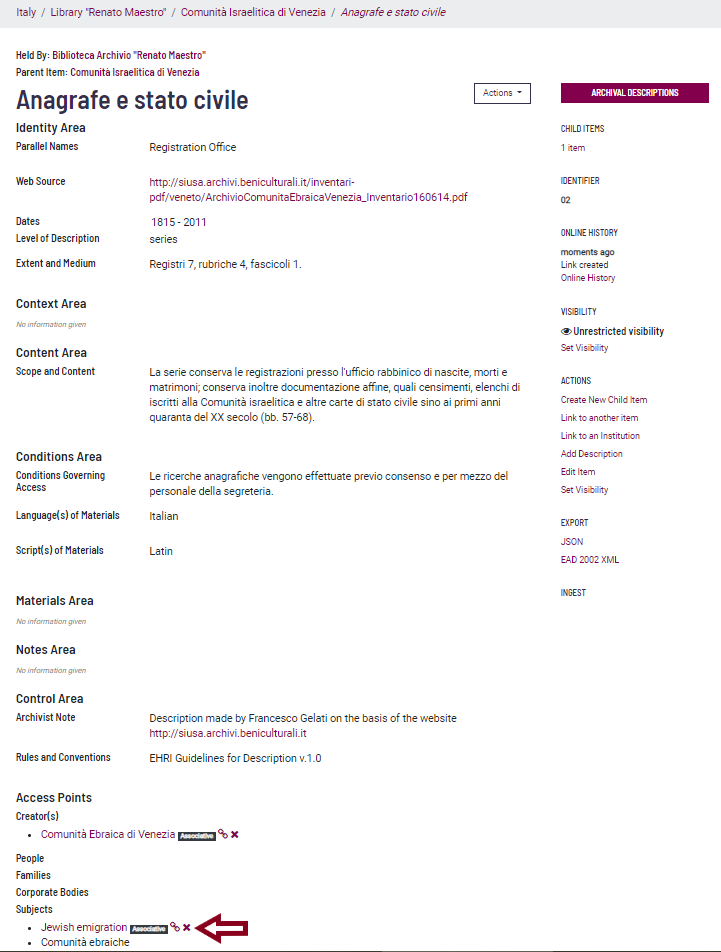 Italy / Library "Renato Maestro" / Comunità Israelitica di Venezia / Anagrafe e stato civile
Held By: Biblioteca Archivio "Renato Maestro"
Parent Item: Comunità Israelitica di Venezia
Anagrafe e stato civile
Actions
Identity Area
Parallel Names
Registration Office
Web Source
http://siusa.archivi.beniculturali.it/inventari-
pdf/veneto/ArchivioComunitaEbraicaVenezia_Inventario160614.pdf
Dates
1815 - 2011
Level of Description
series
Extent and Medium
Registri 7, rubriche 4, fascicoli 1.
Context Area
No information given
Content Area
Scope and Content
La serie conserva le registrazioni presso l'ufficio rabbinico di nascite, morti e
matrimoni; conserva inoltre documentazione affine, quali censimenti, elenchi di
iscritti alla Comunità israelitica e altre carte di stato civile sino ai primi anni
quaranta del XX secolo (bb. 57-68).
Conditions Area
Conditions Governing
Access
Le ricerche anagrafiche vengono effettuate previo consenso e per mezzo del
personale della segreteria.
Language(s) of Materials
Italian
Script(s) of Materials
Latin
Materials Area
No information given
Notes Area
No information given
Control Area
Archivist Note
Description made by Francesco Gelati on the basis of the website
http://siusa.archivi.beniculturali.it
Rules and Conventions
EHRI Guidelines for Description v.1.0
Access Points
Creator(s)
Comunità Ebraica di Venezia Associative
People
Families
Corporate Bodies
Subjects
Jewish emigration Associative
Comunità ebraiche
ARCHIVAL DESCRIPTIONS
CHILD ITEMS
1 item
IDENTIFIER
02
ONLINE HISTORY
moments ago
Link created
Online History
VISIBILITY
Unrestricted visibility
Set Visibility
ACTIONS
Create New Child Item
Link to another item
Link to an Institution
Add Description
Edit Item
Set Visibility
EXPORT
JSON
EAD 2002 XML
INGEST